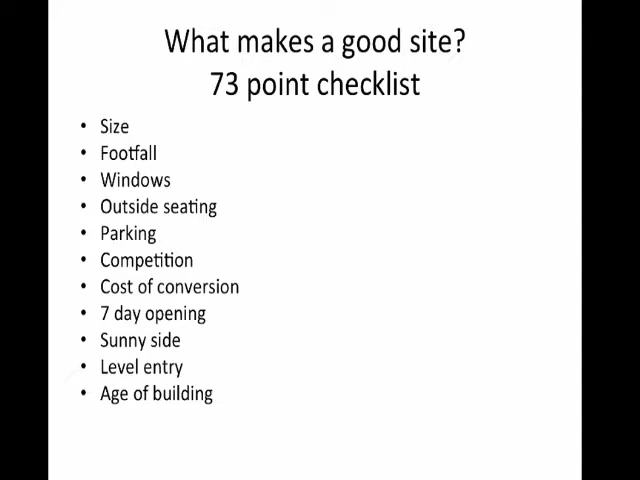 What makes a good site?
73 point checklist
• Size
• Footfall
• Windows
• Outside seating
• Parking
• Competition
• Cost of conversion
• 7 day opening
• Sunny side
• Level entry
• Age of building